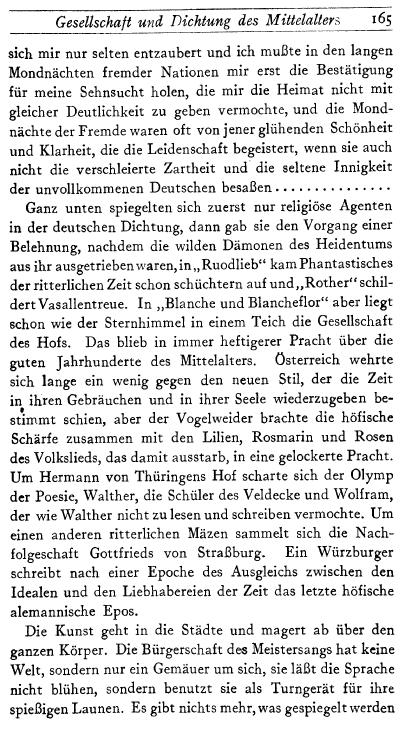 Gesellschaft und Dichtung des Mittelalters 165
sich mir nur selten entzaubert und ich mußte in den langen
Mondnächten fremder Nationen mir erst die Bestätigung
für meine Sehnsucht holen, die mir die Heimat nicht mit
gleicher Deutlichkeit zu geben vermochte, und die Mond-
nächte der Fremde waren oft von jener glühenden Schönheit
und Klarheit, die die Leidenschaft begeistert, wenn sie auch
nicht die verschleierte Zartheit und die seltene Innigkeit
der unvollkommenen Deutschen besaßen ...............
Ganz unten spiegelten sich zuerst nur religiöse Agenten
in der deutschen Dichtung, dann gab sie den Vorgang einer
Belehnung, nachdem die wilden Dämonen des Heidentums
aus ihr ausgetrieben waren, in „Ruodlieb“ kam Phantastisches
der ritterlichen Zeit schon schüchtern auf und „Rother“ schil-
dert Vasallentreue. In „Blanche und Blancheflor“ aber liegt
schon wie der Sternhimmel in einem Teich die Gesellschaft
des Hofs. Das blieb in immer heftigerer Pracht über die
guten Jahrhunderte des Mittelalters. Österreich wehrte
sich lange ein wenig gegen den neuen Stil, der die Zeit
in ihren Gebräuchen und in ihrer Seele wiederzugeben be-
stimmt schien, aber der Vogelweider brachte die höfische
Schärfe zusammen mit den Lilien, Rosmarin und Rosen
des Volkslieds, das damit ausstarb, in eine gelockerte Pracht.
Um Hermann von Thüringens Hof scharte sich der Olymp
der Poesie, Walther, die Schüler des Veldecke und Wolfram,
der wie Walther nicht zu lesen und schreiben vermochte. Um
einen anderen ritterlichen Mäzen sammelt sich die Nach-
folgeschaft Gottfrieds von Straßburg. Ein Würzburger
schreibt nach einer Epoche des Ausgleichs zwischen den
Idealen und den Liebhabereien der Zeit das letzte höfische
alemannische Epos.
Die Kunst geht in die Städte und magert ab über den
ganzen Körper. Die Bürgerschaft des Meistersangs hat keine
Welt, sondern nur ein Gemäuer um sich, sie läßt die Sprache
nicht blühen, sondern benutzt sie als Turngerät für ihre
spießigen Launen. Es gibt nichts mehr, was gespiegelt werden